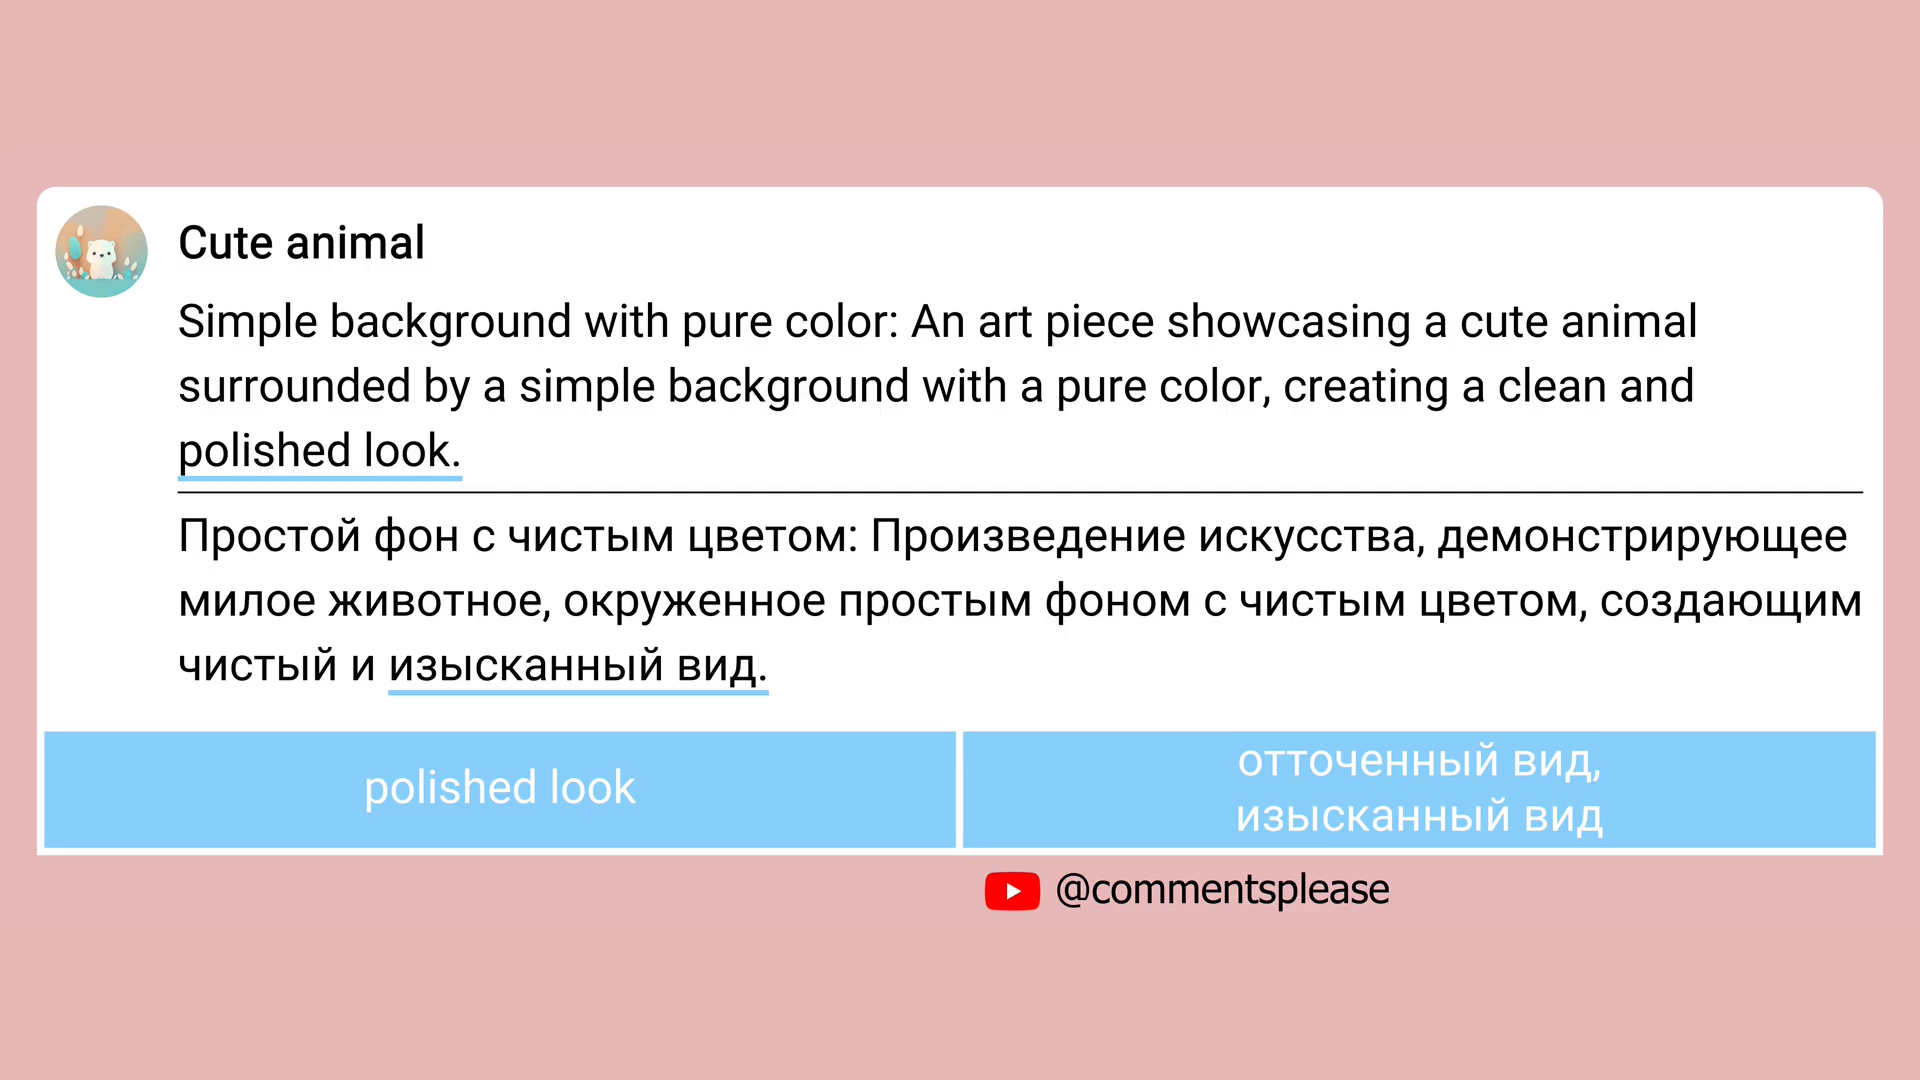 Cute animal
Simple background with pure color: An art piece showcasing a cute animal
surrounded by a simple background with a pure color, creating a clean and
polished look.
Простой фон с чистым цветом: Произведение искусства, демонстрирующее
милое животное, окруженное простым фоном с чистым цветом, создающим
чистый и изысканный вид.
polished look
отточенный вид,
изысканный вид
@commentsplease